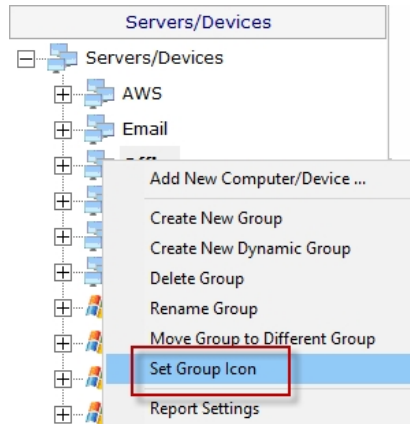 Servers/Devices
Servers/Devices
AWS
Email
Add New Computer/Device ...
Create New Group
Create New Dynamic Group
Delete Group
Rename Group
Move Group to Different Group
Set Group Icon
Report Settings